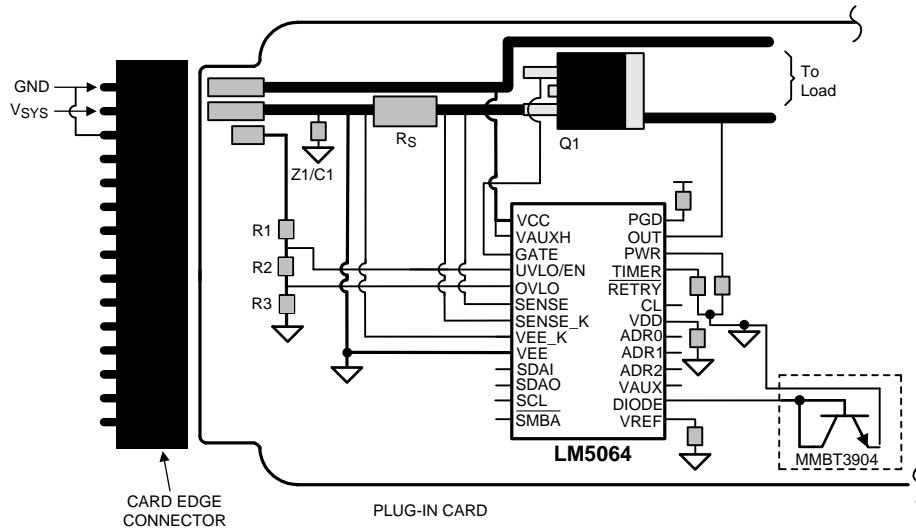 GND
VSYS
To
Load
RS
Q1
Z1/C1
R1
R2
R3
VCC
VAUXH
GATE
UVLO/EN
OVLO
SENSE
SENSE_K
VEE_K
VEE
SDAI
SDAO
SCL
SMBA
PGD
OUT
PWR
TIMER
RETRY
CL
VDD
ADR0
ADR1
ADR2
VAUX
DIODE
VREF
LM5064
MMBT3904
CARD EDGE
CONNECTOR
PLUG-IN CARD